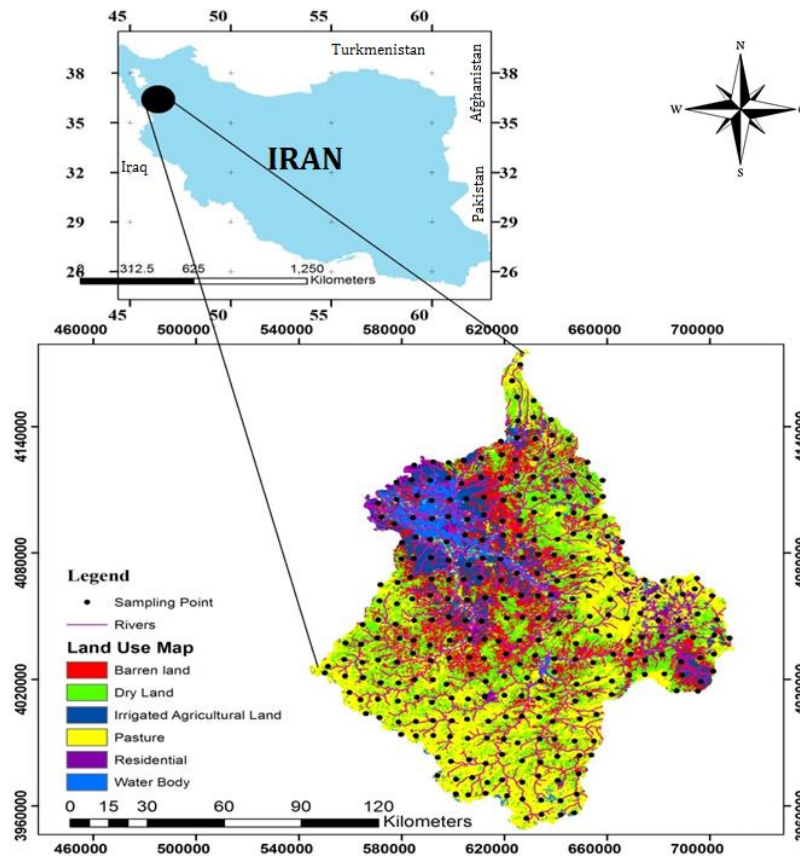 45 50 55 60
Turkmenistan
38 38
Afghanistan
35 35
IRAN
Iraq
32 32
Pakistan
29 29
26 26
312.5 625 1,250
Kilometers
45 50 55 60
N
W
S
460000 500000 540000 580000 620000 660000 700000
4140000
4080000 4080000
4020000 4020000
3960000
Legend
Sampling Point
Rivers
Land Use Map
Barren land
Dry Land
Irrigated Agricultural Land
Pasture
Residential
Water Body
0 15 30 60 90 120
Kilometers
460000 500000 540000 580000 620000 660000 700000